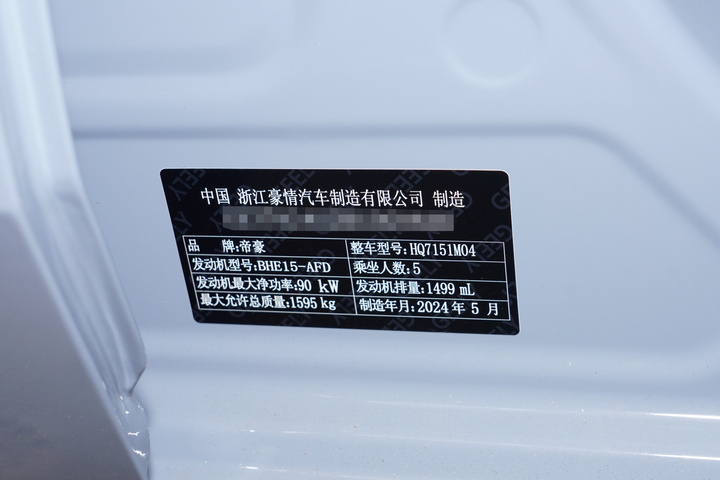 中国 浙江豪情汽车制造有限公司 制造
品 牌:帝豪 整车型号:HQ7151M04
发动机型号:BHE15-AFD 乘坐人数:5
发动机最大净功率:90 kW 发动机排量:1499 mL
最大允许总质量:1595 kg 制造年月:2024 年 5 月